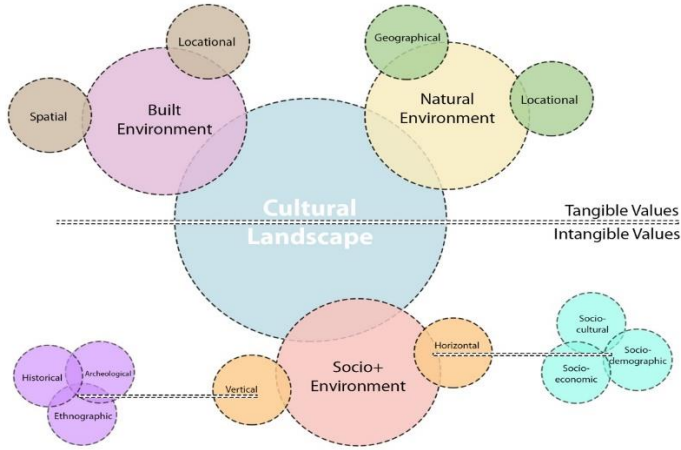 Locational
Geographical
Built
Environment
Natural
Environment
Locational
Spatial
Cultural
Landscape
Tangible Values
Intangible Values
Socio-
cultural
Horizontal
Socio-
demographic
Historical
Archeological
Socio+
Environment
Socio-
economic
Vertical
Ethnographic